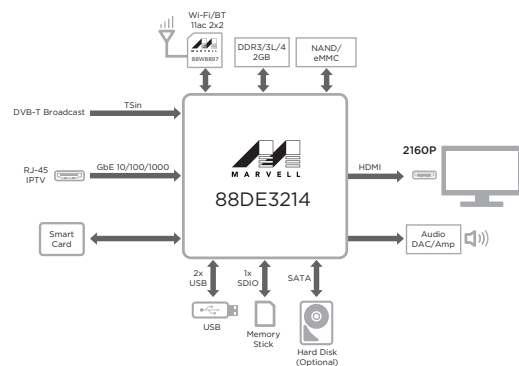 Wi-Fi/BT
11ac 2x2
MARVELL
88W8897
DDR3/3L/4
2GB
NAND/
eMMC
DVB-T Broadcast
TSin
RJ-45
IPTV
GbE 10/100/1000
MARVELL
88DE3214
HDMI
2160P
Smart
Card
Audio
DAC/Amp
2x
USB
1x
SDIO
SATA
USB
Memory
Stick
Hard Disk
(Optional)